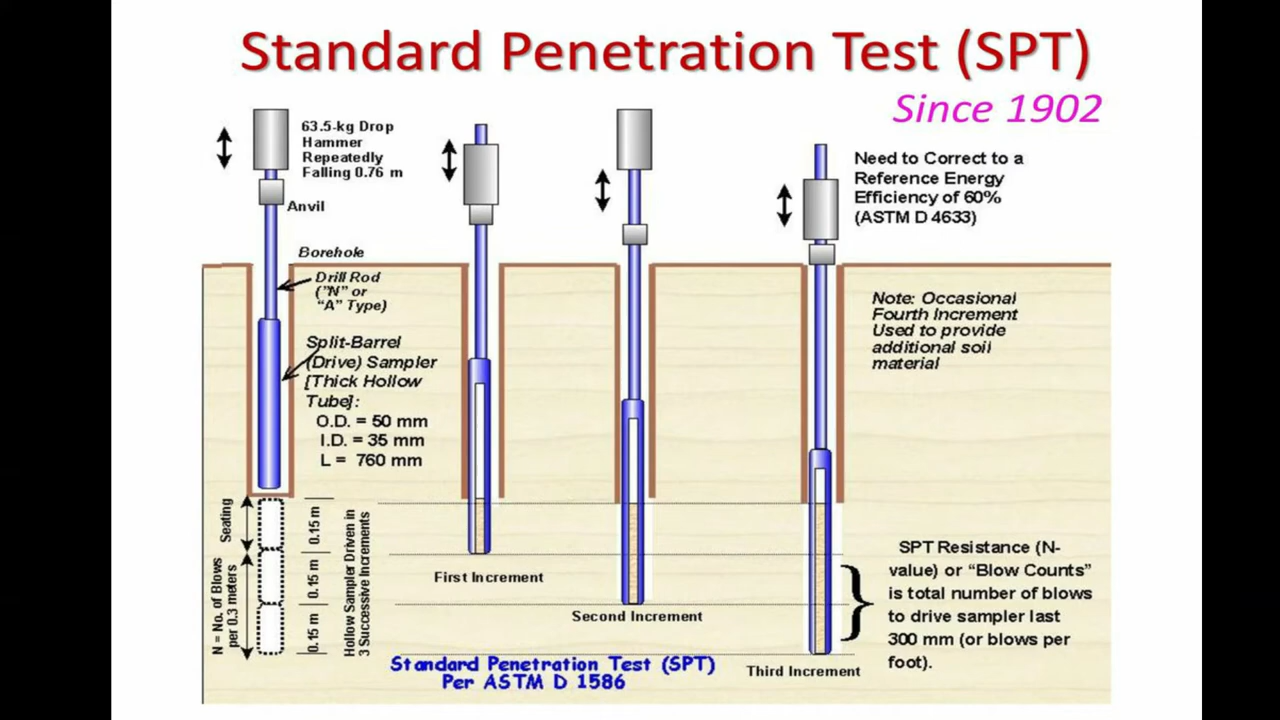 Standard Penetration Test (SPT)
Since 1902
63.5-kg Drop
Hammer
Repeatedly
Falling 0.76 m
Anvil
Borehole
Drill Rod
("N" or
"A" Type)
Split-Barrel
(Drive) Sampler
[Thick Hollow
Tube]:
O.D. = 50 mm
I.D. = 35 mm
L = 760 mm
Need to Correct to a
Reference Energy
Efficiency of 60%
(ASTM D 4633)
Note: Occasional
Fourth Increment
Used to provide
additional soil
material
Seating
N = No. of Blows
per 0.3 meters
0.15 m
0.15 m
0.15 m
Hollow Sampler Driven in
3 Successive Increments
First Increment
Second Increment
Third Increment
SPT Resistance (N-
value) or "Blow Counts"
is total number of blows
to drive sampler last
300 mm (or blows per
foot).
Standard Penetration Test (SPT)
Per ASTM D 1586